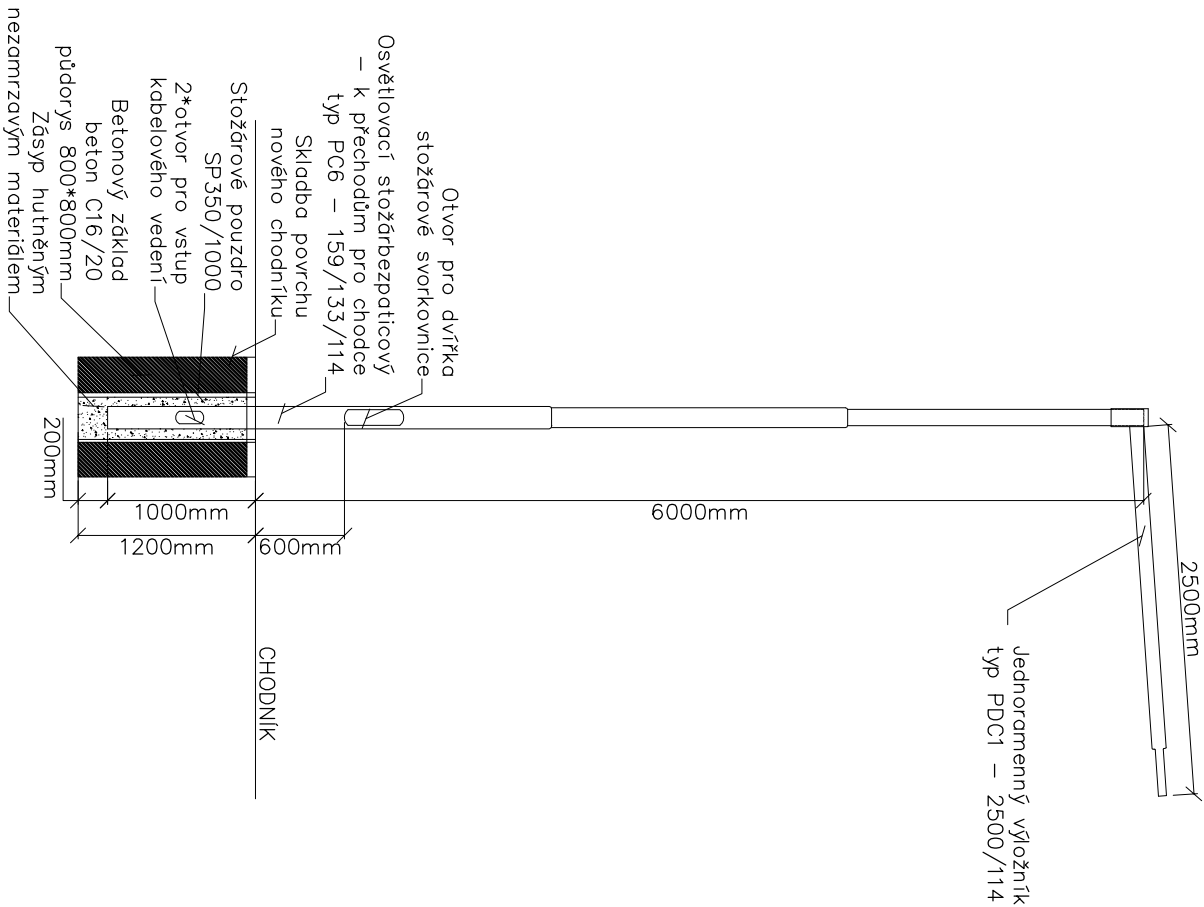 2500mm
Jednoramenný výložník
typ PDC1 – 2500/114
6000mm
Otvor pro dvířka
stožárové svorkovnice
Osvětlovací stožárbezpaticový
– k přechodům pro chodce
typ PC6 – 159/133/114
Skladba povrchu
nového chodníku
600mm
CHODNÍK
Stožárové pouzdro
SP350/1000
2*otvor pro vstup
kabelového vedení
Betonový základ
beton C16/20
půdorys 800*800mm
Zásyp hutněným
nezamrzavým materiálem
1000mm
1200mm
200mm